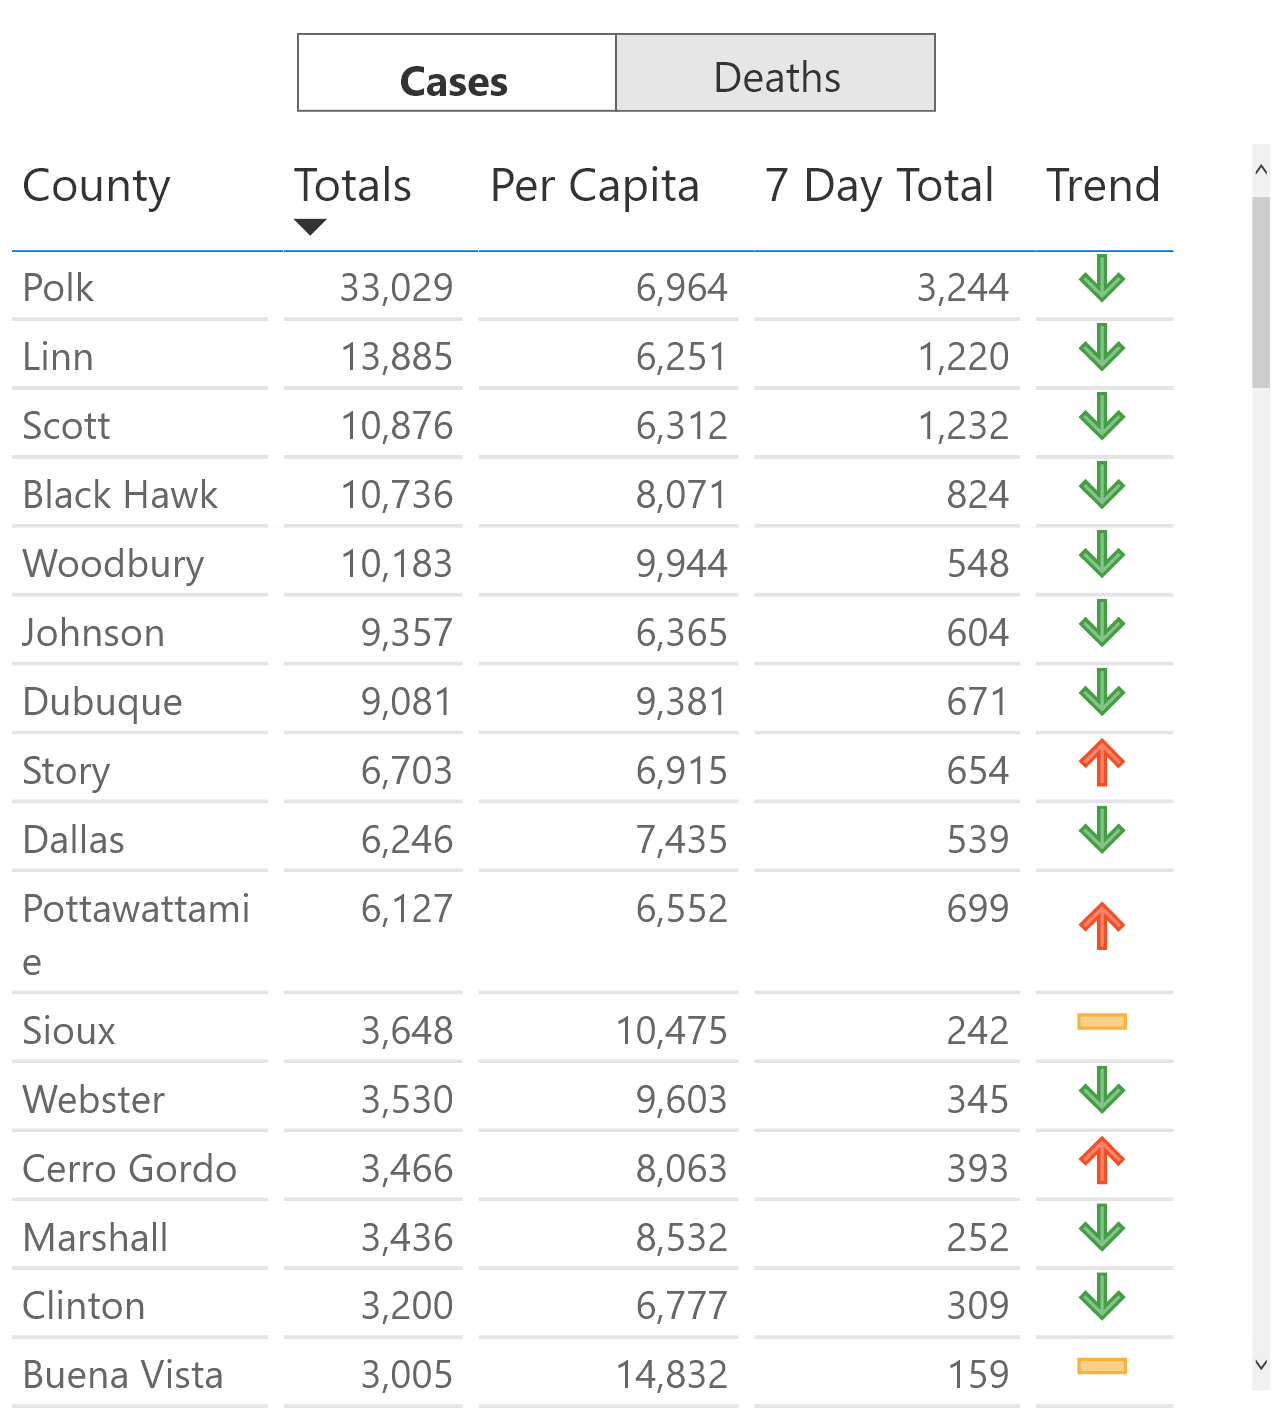 Cases Deaths
County Totals Per Capita 7 Day Total Trend
Polk 33,029 6,964 3,244
Linn 13,885 6,251 1,220
Scott 10,876 6,312 1,232
Black Hawk 10,736 8,071 824
Woodbury 10,183 9,944 548
Johnson 9,357 6,365 604
Dubuque 9,081 9,381 671
Story 6,703 6,915 654
Dallas 6,246 7,435 539
Pottawattami 6,127 6,552 699
e
Sioux 3,648 10,475 242
Webster 3,530 9,603 345
Cerro Gordo 3,466 8,063 393
Marshall 3,436 8,532 252
Clinton 3,200 6,777 309
Buena Vista 3,005 14,832 159